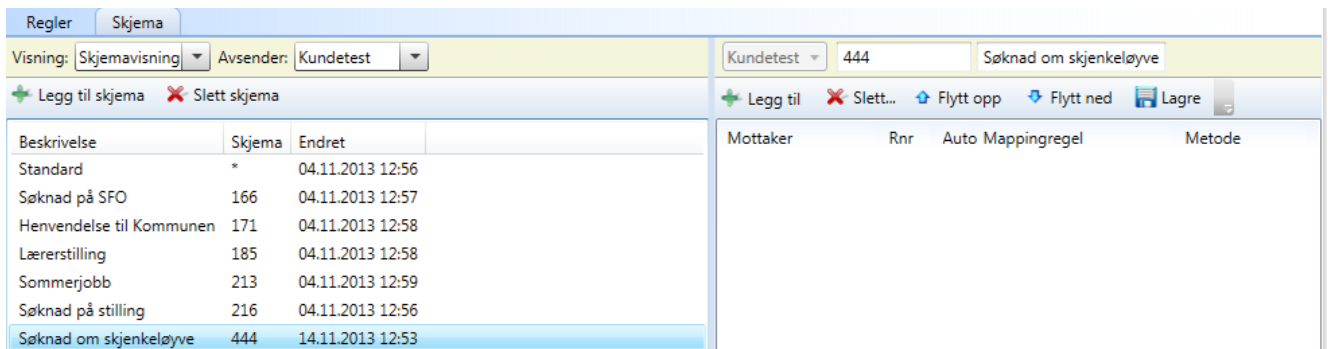 Regler Skjema
Visning: Skjemavisning Avsender: Kundetest
Legg til skjema Slett skjema
Beskrivelse Skjema Endret
Standard * 04.11.2013 12:56
Søknad på SFO 166 04.11.2013 12:57
Henvendelse til Kommunen 171 04.11.2013 12:58
Lærerstilling 185 04.11.2013 12:58
Sommerjobb 213 04.11.2013 12:59
Søknad på stilling 216 04.11.2013 12:56
Søknad om skjenkeløyve 444 14.11.2013 12:53
Kundetest 444 Søknad om skjenkeløyve
Legg til Slett... Flytt opp Flytt ned Lagre
Mottaker Rnr Auto Mappingregel Metode